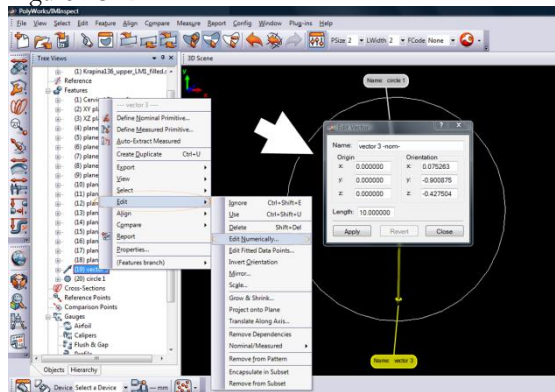 PolyWorks/IMInspect
File View Select Edit Feature Align Compare Measure Report Config Window Plug-ins Help
PSize 2 LWidth 2 FCode None
Tree Views
3D Scene
(1) Krapina136_upper_LM1_filled.c
Reference
Features
(1) Cervi
(2) XY pl
(3) XZ pl
(4) plane
(5) plane
(6) plane
(7) plane
(8) plane
(9) plane
(10) plan
(11) plan
(12) plan
(13) plan
(14) plan
(15) plan
(16) plan
(17) plan
(18) plan
(19) vector 3
(20) circle 1
Cross-Sections
Reference Points
Comparison Points
Gauges
Airfoil
Calipers
Flush & Gap
Profile
Objects Hierarchy
Device Select a Device mm
---- vector 3 ----
Define Nominal Primitive...
Define Measured Primitive...
Auto-Extract Measured
Create Duplicate Ctrl+U
Export
View
Select
Edit
Align
Compare
Report
Properties...
(Features branch)
Ignore Ctrl+Shift+E
Use Ctrl+Shift+U
Delete Shift+Del
Edit Numerically...
Edit Fitted Data Points...
Invert Orientation
Mirror...
Scale...
Grow & Shrink...
Project onto Plane
Translate Along Axis...
Remove Dependencies
Nominal/Measured
Remove from Pattern
Encapsulate in Subset
Remove from Subset
Name: circle 1
Edit Vector
Name: vector 3 -nom-
Origin Orientation
x: 0.000000 x: 0.075263
y: 0.000000 y: -0.900875
z: 0.000000 z: -0.427504
Length: 10.000000
Apply Revert Close
Name: vector 3